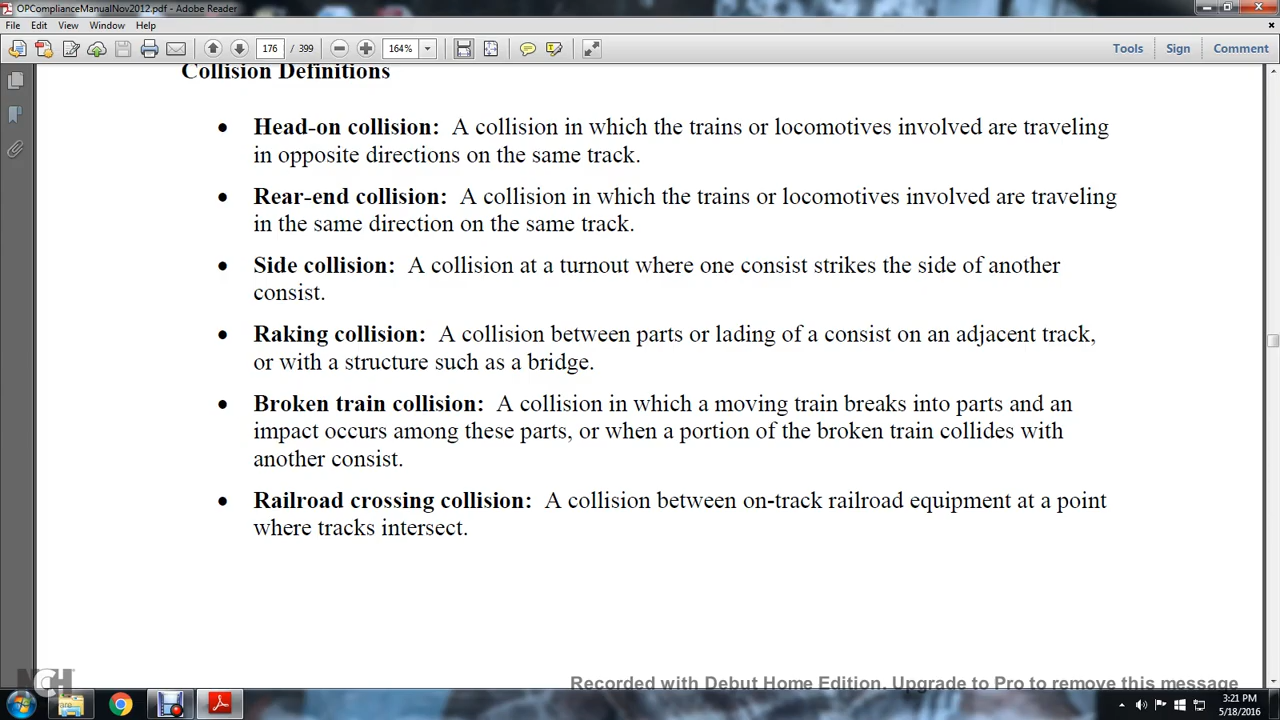 OPComplianceManualNov2012.pdf - Adobe Reader
File Edit View Window Help
176 / 399 164% Tools Sign Comment
Collision Definitions
• Head-on collision: A collision in which the trains or locomotives involved are traveling
in opposite directions on the same track.
• Rear-end collision: A collision in which the trains or locomotives involved are traveling
in the same direction on the same track.
• Side collision: A collision at a turnout where one consist strikes the side of another
consist.
• Raking collision: A collision between parts or lading of a consist on an adjacent track,
or with a structure such as a bridge.
• Broken train collision: A collision in which a moving train breaks into parts and an
impact occurs among these parts, or when a portion of the broken train collides with
another consist.
• Railroad crossing collision: A collision between on-track railroad equipment at a point
where tracks intersect.
NCH
Recorded with Debut Home Edition. Upgrade to Pro to remove this message
3:21 PM
5/18/2016